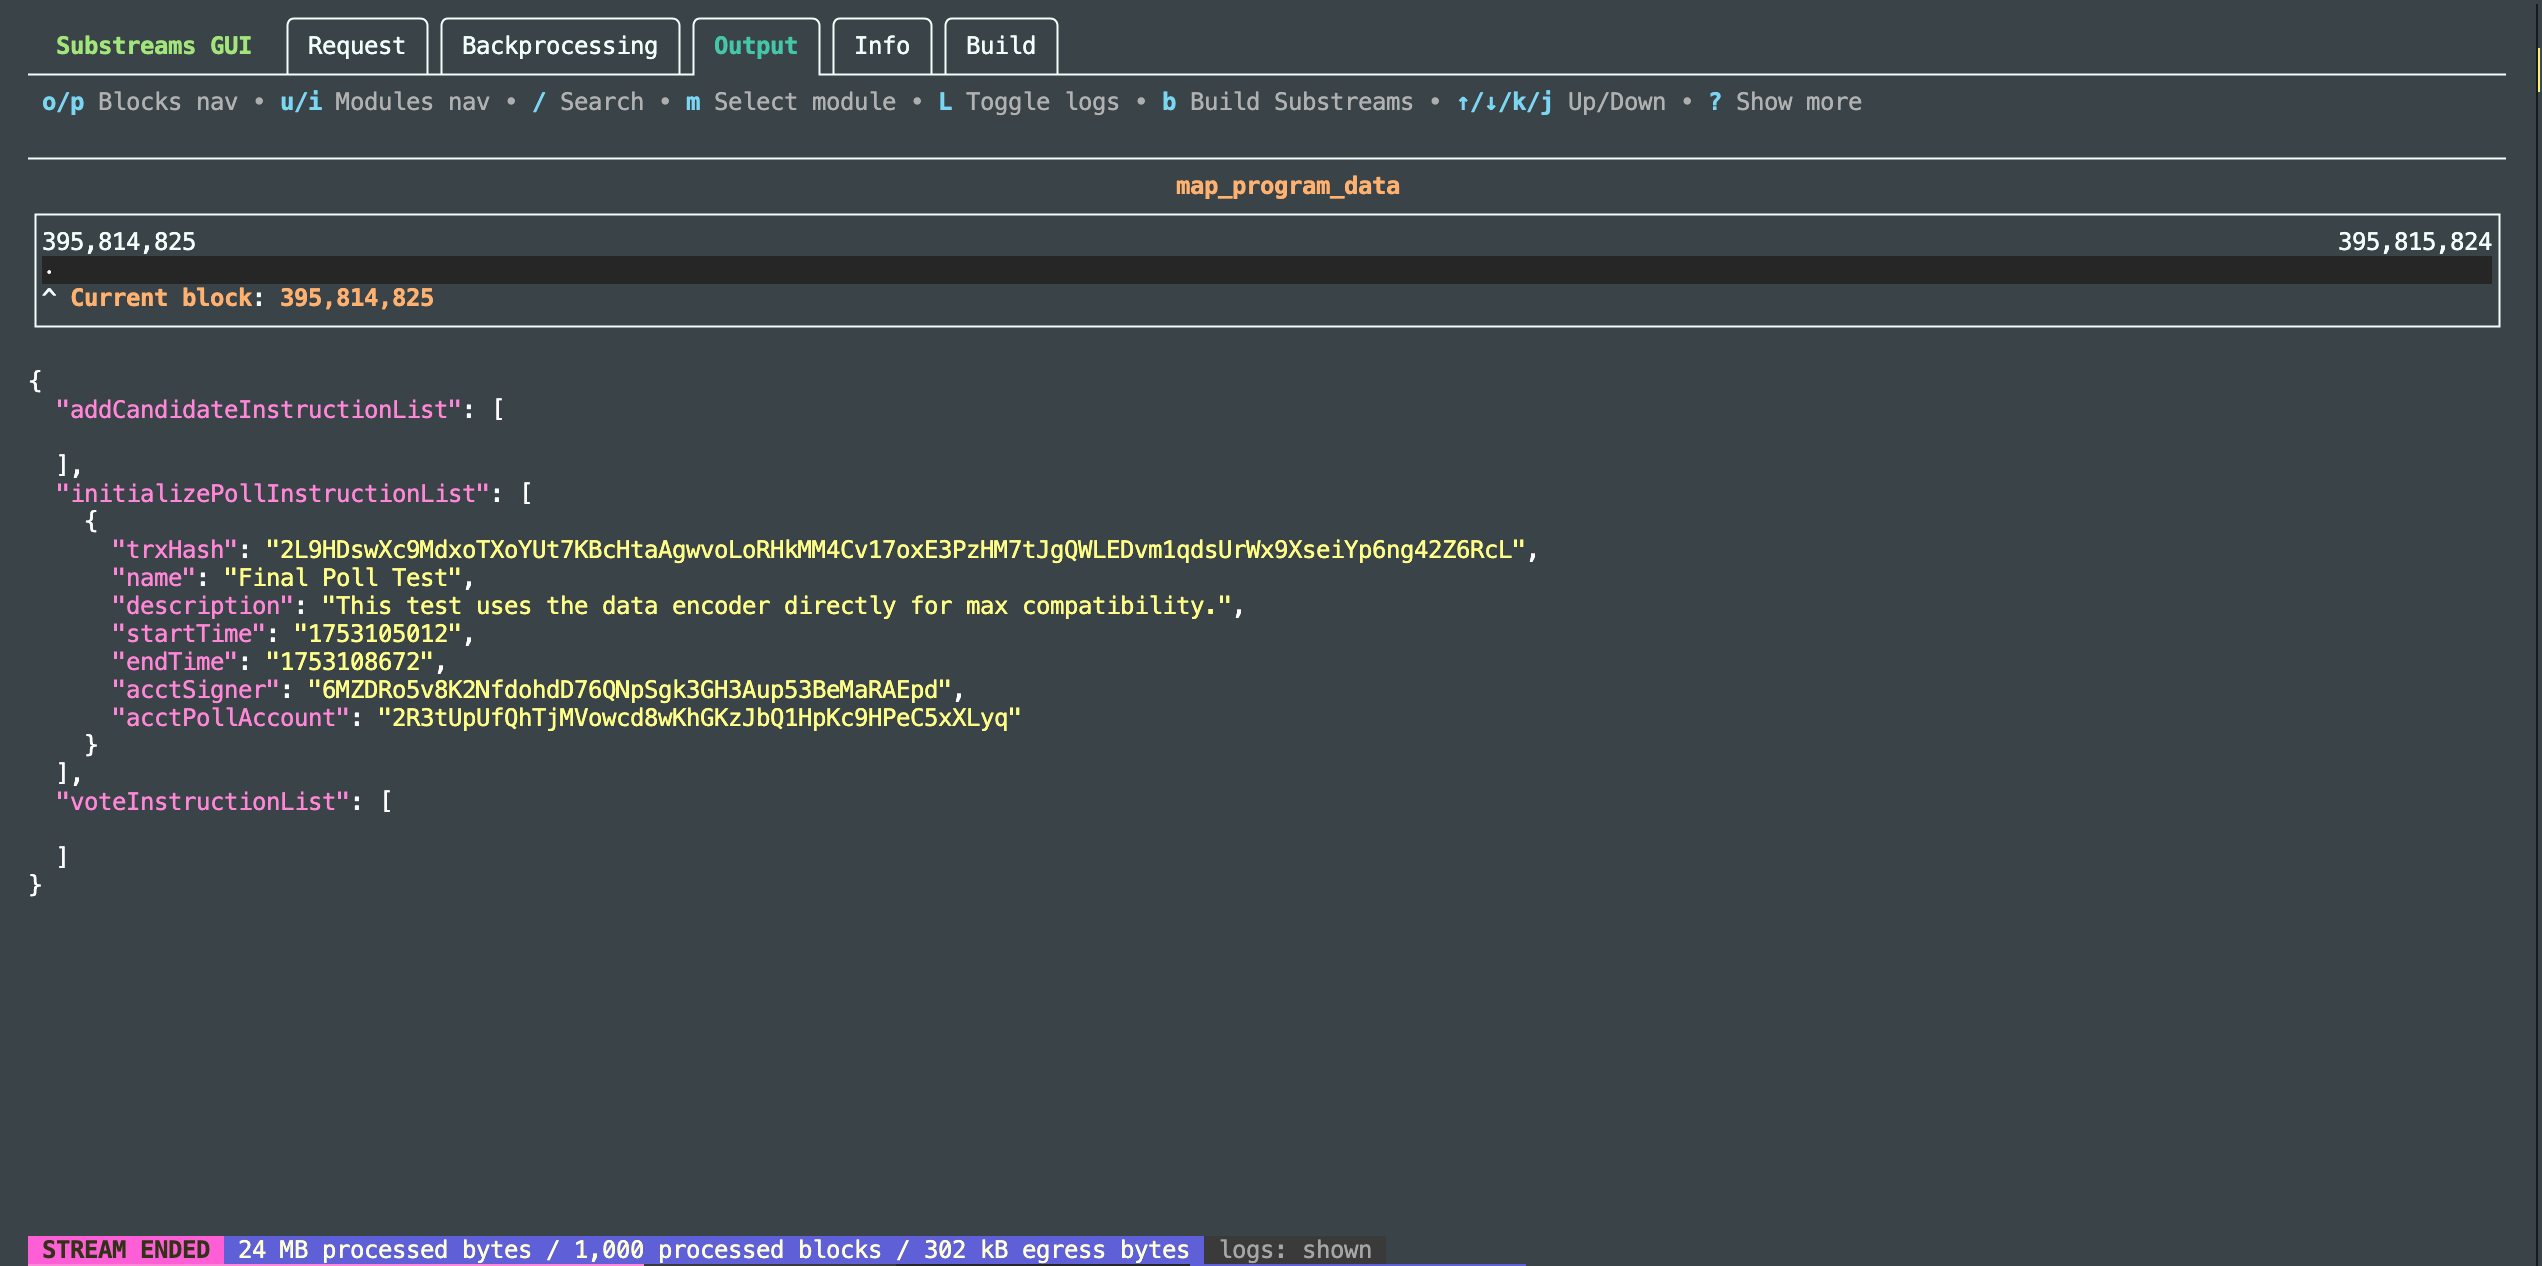 Substreams GUI Request Backprocessing Output Info Build
o/p Blocks nav • u/i Modules nav • / Search • m Select module • L Toggle logs • b Build Substreams • ↑/↓/k/j Up/Down • ? Show more
map_program_data
395,814,825 395,815,824
.
^ Current block: 395,814,825
{
"addCandidateInstructionList": [
],
"initializePollInstructionList": [
{
"trxHash": "2L9HDswXc9MdxoTXoYUt7KBcHtaAgwvoLoRHkMM4Cv17oxE3PzHM7tJgQWLEDvm1qdsUrWx9XseiYp6ng42Z6RcL",
"name": "Final Poll Test",
"description": "This test uses the data encoder directly for max compatibility.",
"startTime": "1753105012",
"endTime": "1753108672",
"acctSigner": "6MZDRo5v8K2NfdohdD76QNpSgk3GH3Aup53BeMaRAEpd",
"acctPollAccount": "2R3tUpUfQhTjMVowcd8wKhGKzJbQ1HpKc9HPeC5xXLyq"
}
],
"voteInstructionList": [
]
}
STREAM ENDED 24 MB processed bytes / 1,000 processed blocks / 302 kB egress bytes logs: shown